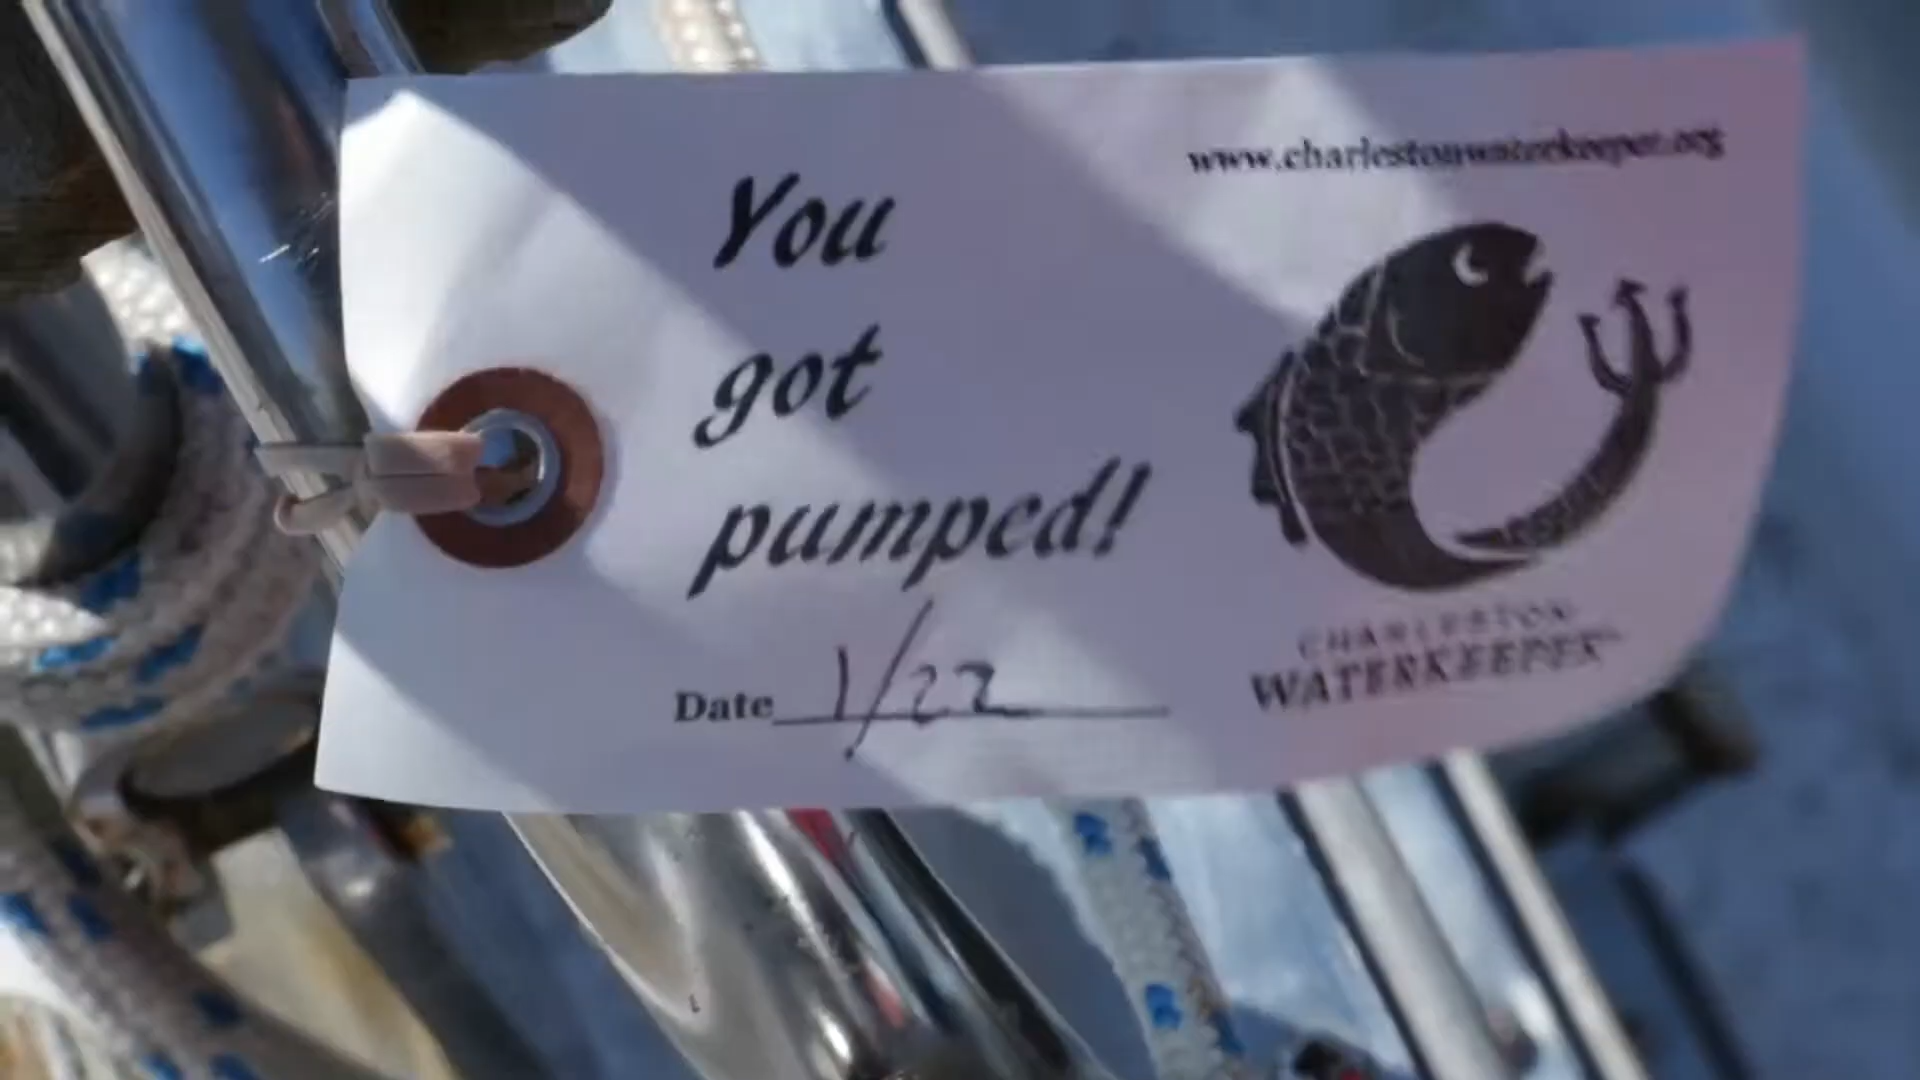 www.charlestonwaterkeeper.org
You
got
pumped!
Date 1/22
CHARLESTON
WATERKEEPER